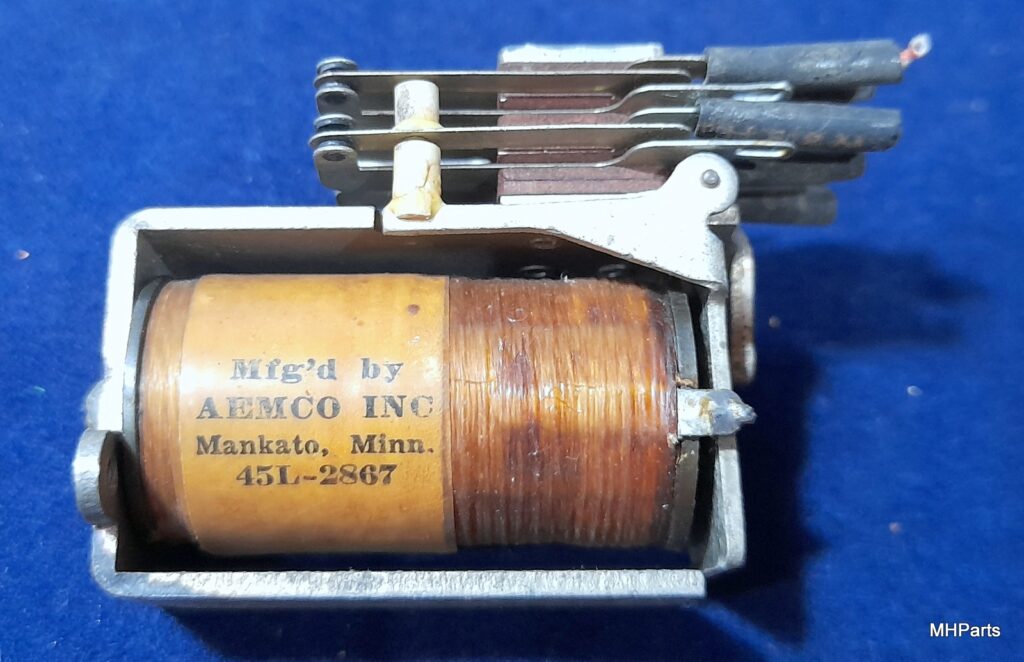 Mfg'd by
AEMCO INC
Mankato, Minn.
45L-2867
MHParts